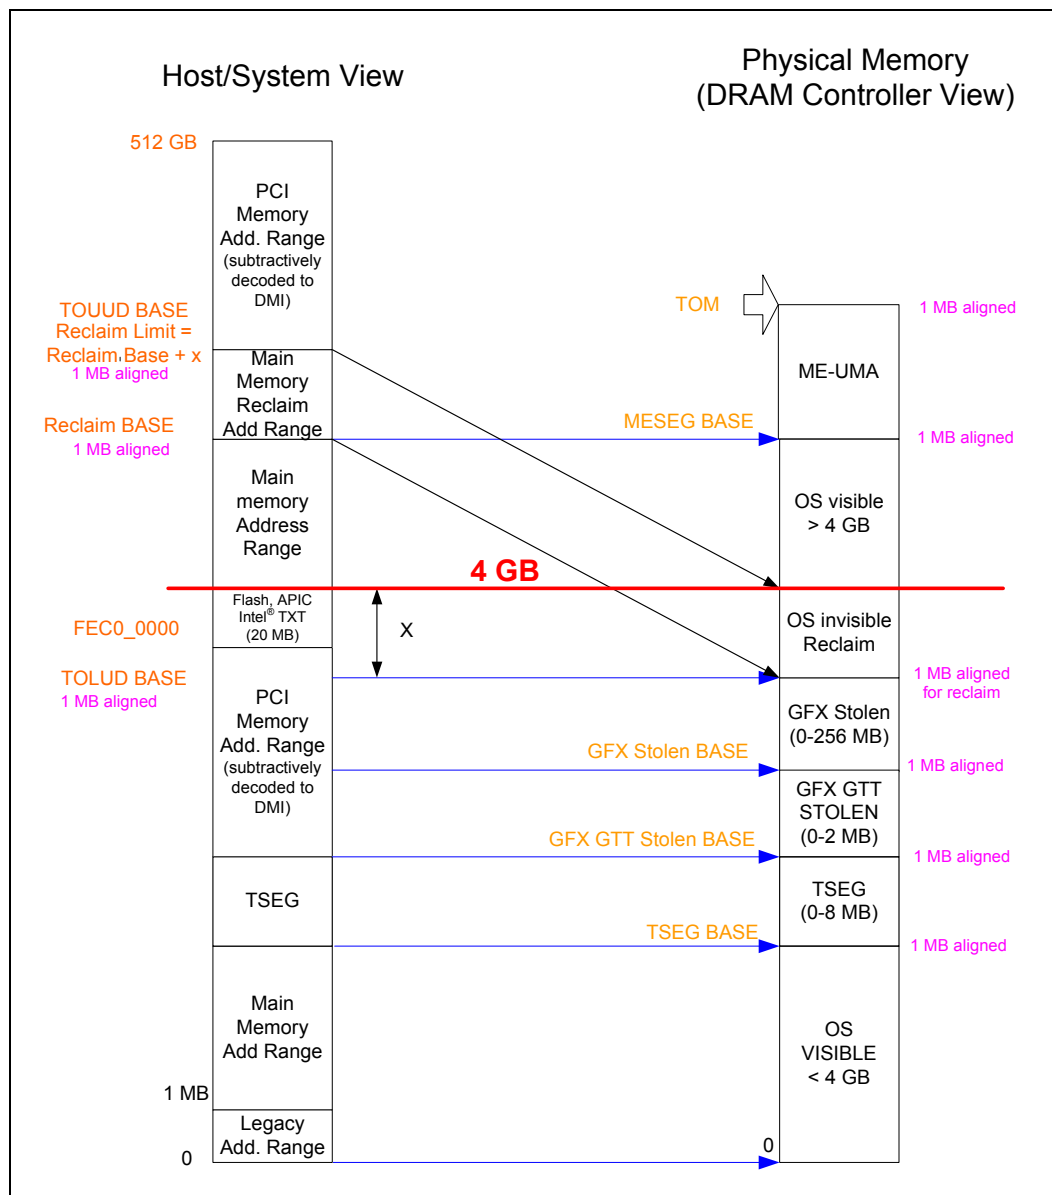 Host/System View
Physical Memory
(DRAM Controller View)
512 GB
PCI
Memory
Add. Range
(subtractively
decoded to
DMI)
TOUUD BASE
Reclaim Limit =
Reclaim Base + x
1 MB aligned
TOM
1 MB aligned
ME-UMA
Main
Memory
Reclaim
Add Range
Reclaim BASE
1 MB aligned
MESEG BASE
1 MB aligned
Main
memory
Address
Range
OS visible
> 4 GB
4 GB
Flash, APIC
Intel® TXT
(20 MB)
FEC0_0000
X
OS invisible
Reclaim
TOLUD BASE
1 MB aligned
1 MB aligned
for reclaim
PCI
Memory
Add. Range
(subtractively
decoded to
DMI)
GFX Stolen
(0-256 MB)
GFX Stolen BASE
1 MB aligned
GFX GTT
STOLEN
(0-2 MB)
GFX GTT Stolen BASE
1 MB aligned
TSEG
TSEG
(0-8 MB)
TSEG BASE
1 MB aligned
Main
Memory
Add Range
OS
VISIBLE
< 4 GB
1 MB
Legacy
Add. Range
0
0